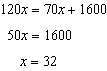 120x = 70x + 1600
50x = 1600
x = 32